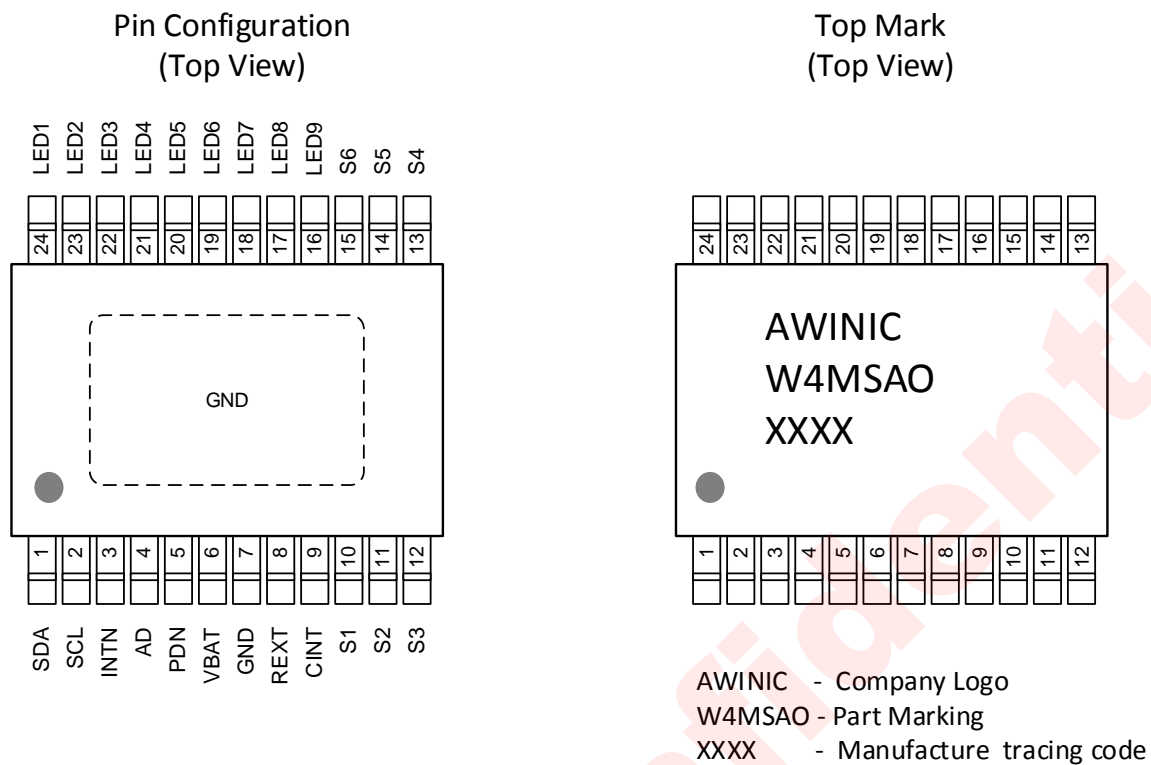 Pin Configuration
(Top View)
LED1 LED2 LED3 LED4 LED5 LED6 LED7 LED8 LED9 S6 S5 S4
24 23 22 21 20 19 18 17 16 15 14 13
GND
1 2 3 4 5 6 7 8 9 10 11 12
SDA SCL INTN AD PDN VBAT GND REXT CINT S1 S2 S3
Top Mark
(Top View)
24 23 22 21 20 19 18 17 16 15 14 13
AWINIC
W4MSAO
XXXX
1 2 3 4 5 6 7 8 9 10 11 12
AWINIC - Company Logo
W4MSAO - Part Marking
XXXX - Manufacture tracing code